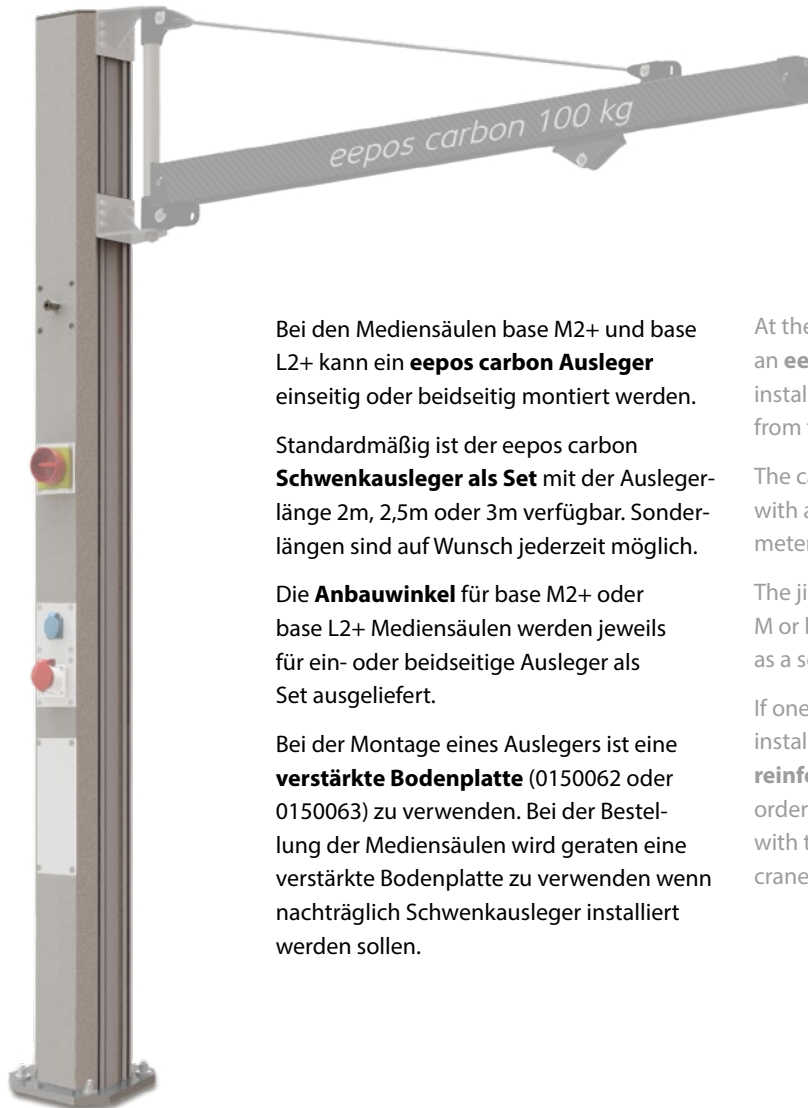 eepos carbon 100 kg
Bei den Mediensäulen base M2+ und base
L2+ kann ein eepos carbon Ausleger
einseitig oder beidseitig montiert werden.
Standardmäßig ist der eepos carbon
Schwenkausleger als Set mit der Ausleger-
länge 2m, 2,5m oder 3m verfügbar. Sonder-
längen sind auf Wunsch jederzeit möglich.
Die Anbauwinkel für base M2+ oder
base L2+ Mediensäulen werden jeweils
für ein- oder beidseitige Ausleger als
Set ausgeliefert.
Bei der Montage eines Auslegers ist eine
verstärkte Bodenplatte (0150062 oder
0150063) zu verwenden. Bei der Bestel-
lung der Mediensäulen wird geraten eine
verstärkte Bodenplatte zu verwenden wenn
nachträglich Schwenkausleger installiert
werden sollen.
At the
an
instal
from
The
with
meter
The
M or
as a
If one
instal
order
with
crane